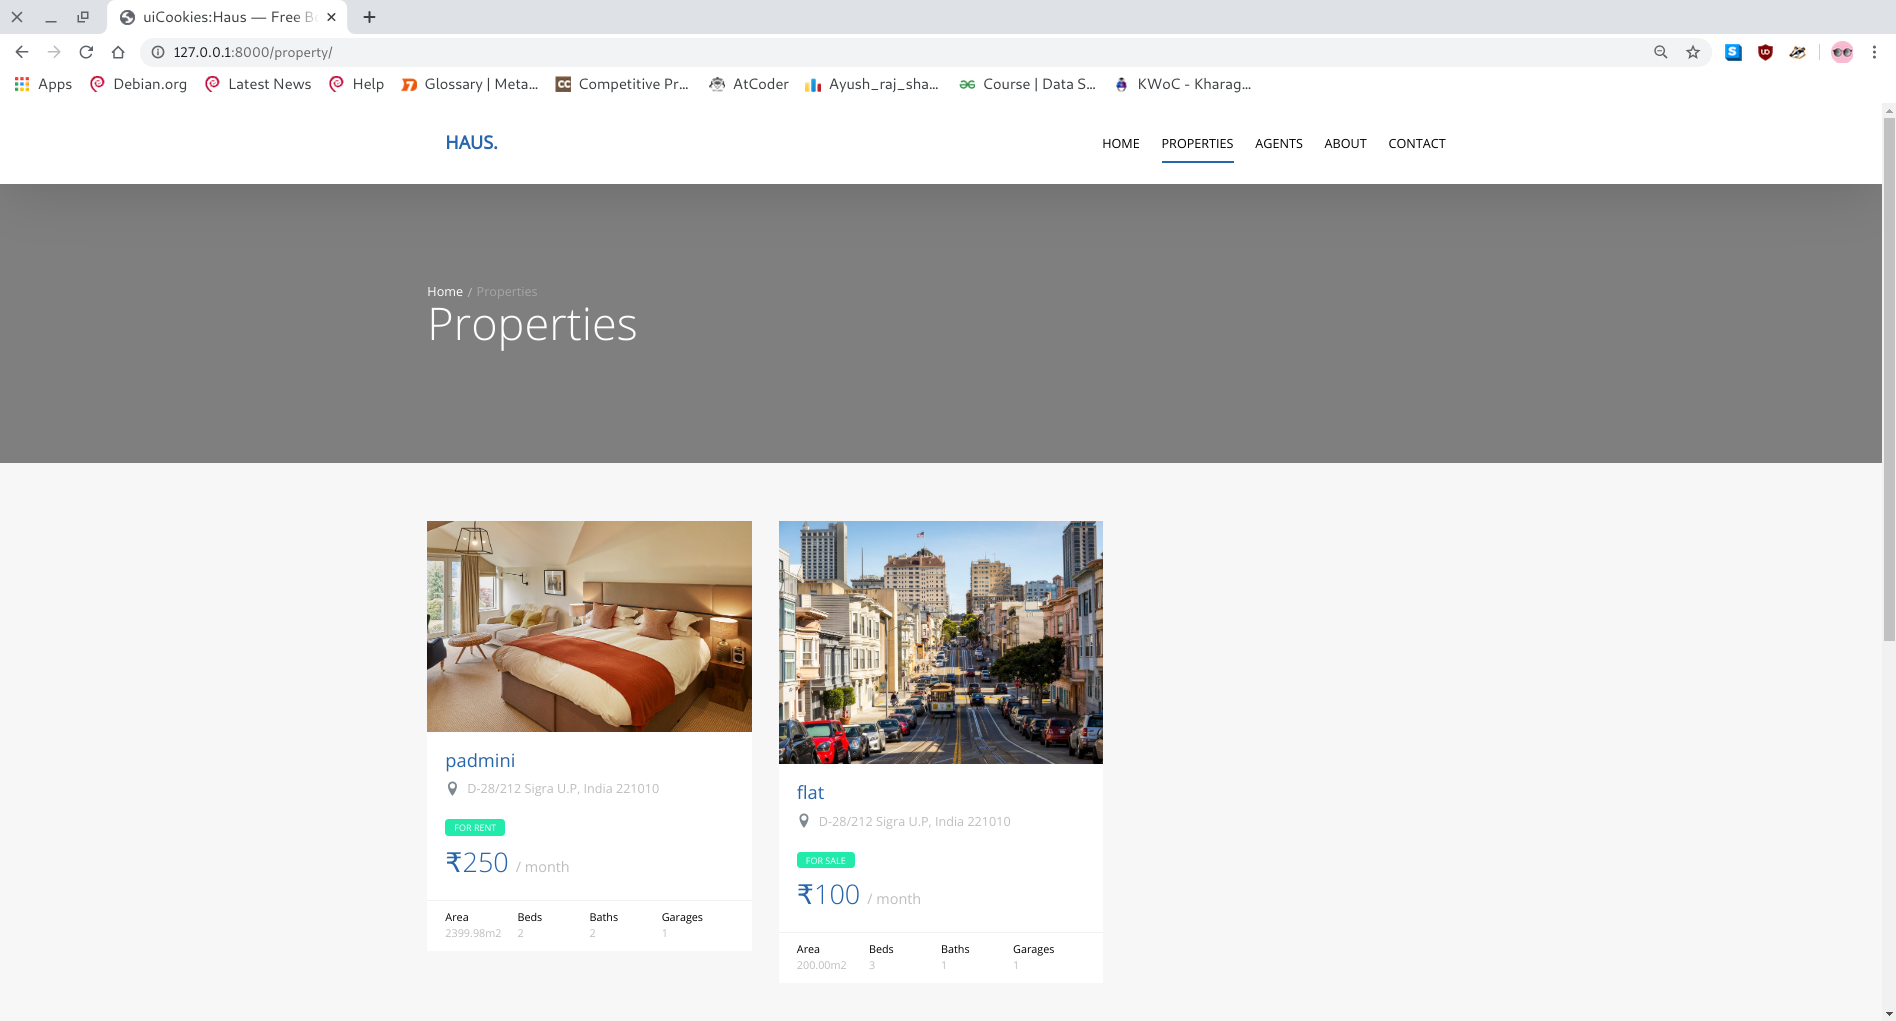 uiCookies:Haus — Free B
127.0.0.1:8000/property/
Apps Debian.org Latest News Help Glossary | Meta... Competitive Pr... AtCoder Ayush_raj_sha... Course | Data S... KWoC - Kharag...
HAUS. HOME PROPERTIES AGENTS ABOUT CONTACT
Home / Properties
Properties
padmini
D-28/212 Sigra U.P, India 221010
FOR RENT
₹250 / month
Area Beds Baths Garages
2399.98m2 2 2 1
flat
D-28/212 Sigra U.P, India 221010
FOR SALE
₹100 / month
Area Beds Baths Garages
200.00m2 3 1 1